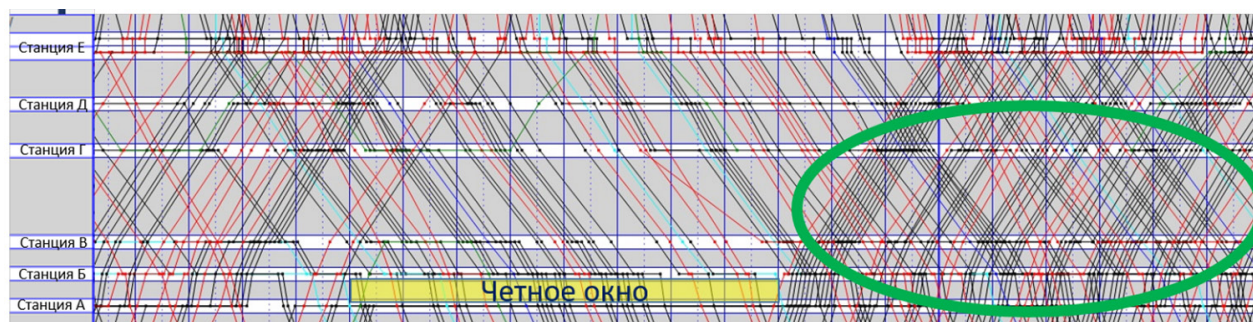 Станция Е
Станция Д
Станция Г
Станция В
Станция Б
Станция А
Четное окно